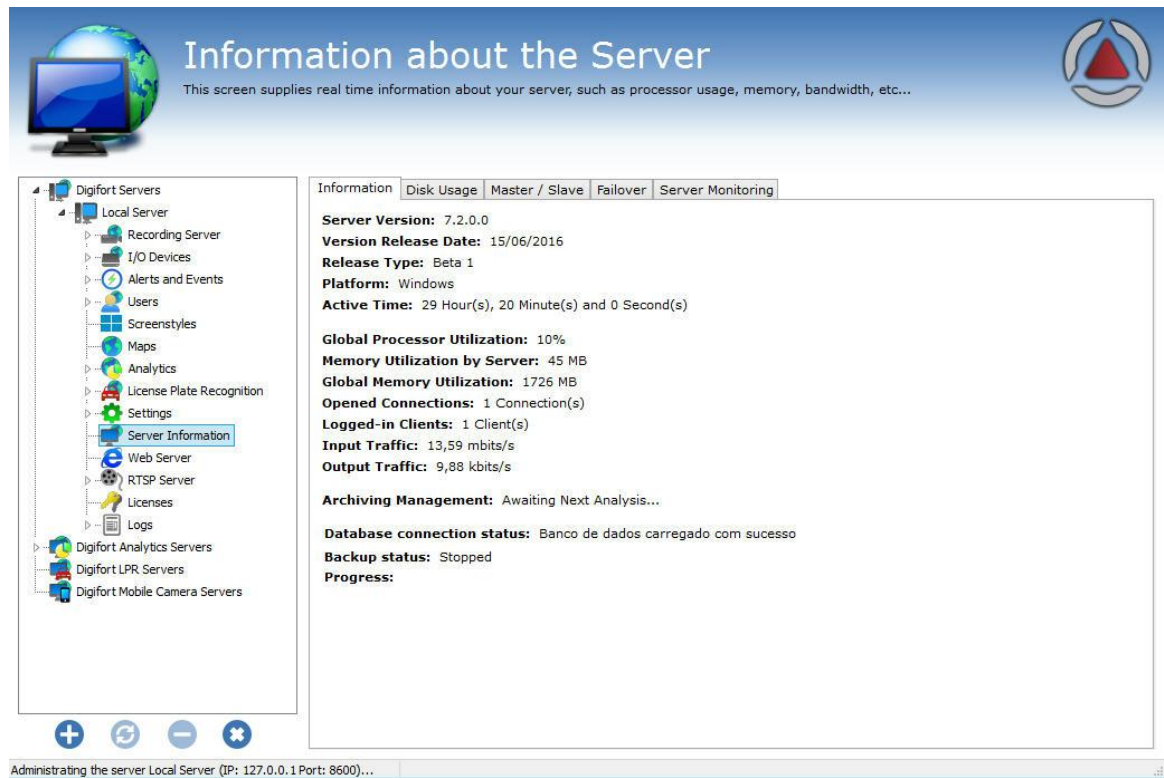 Information about the Server
This screen supplies real time information about your server, such as processor usage, memory, bandwidth, etc...
Digifort Servers
Local Server
Recording Server
I/O Devices
Alerts and Events
Users
Screenstyles
Maps
Analytics
License Plate Recognition
Settings
Server Information
Web Server
RTSP Server
Licenses
Logs
Digifort Analytics Servers
Digifort LPR Servers
Digifort Mobile Camera Servers
Information
Disk Usage
Master / Slave
Failover
Server Monitoring
Server Version: 7.2.0.0
Version Release Date: 15/06/2016
Release Type: Beta 1
Platform: Windows
Active Time: 29 Hour(s), 20 Minute(s) and 0 Second(s)
Global Processor Utilization: 10%
Memory Utilization by Server: 45 MB
Global Memory Utilization: 1726 MB
Opened Connections: 1 Connection(s)
Logged-in Clients: 1 Client(s)
Input Traffic: 13,59 mbits/s
Output Traffic: 9,88 kbits/s
Archiving Management: Awaiting Next Analysis...
Database connection status: Banco de dados carregado com sucesso
Backup status: Stopped
Progress:
Administrating the server Local Server (IP: 127.0.0.1 Port: 8600)...